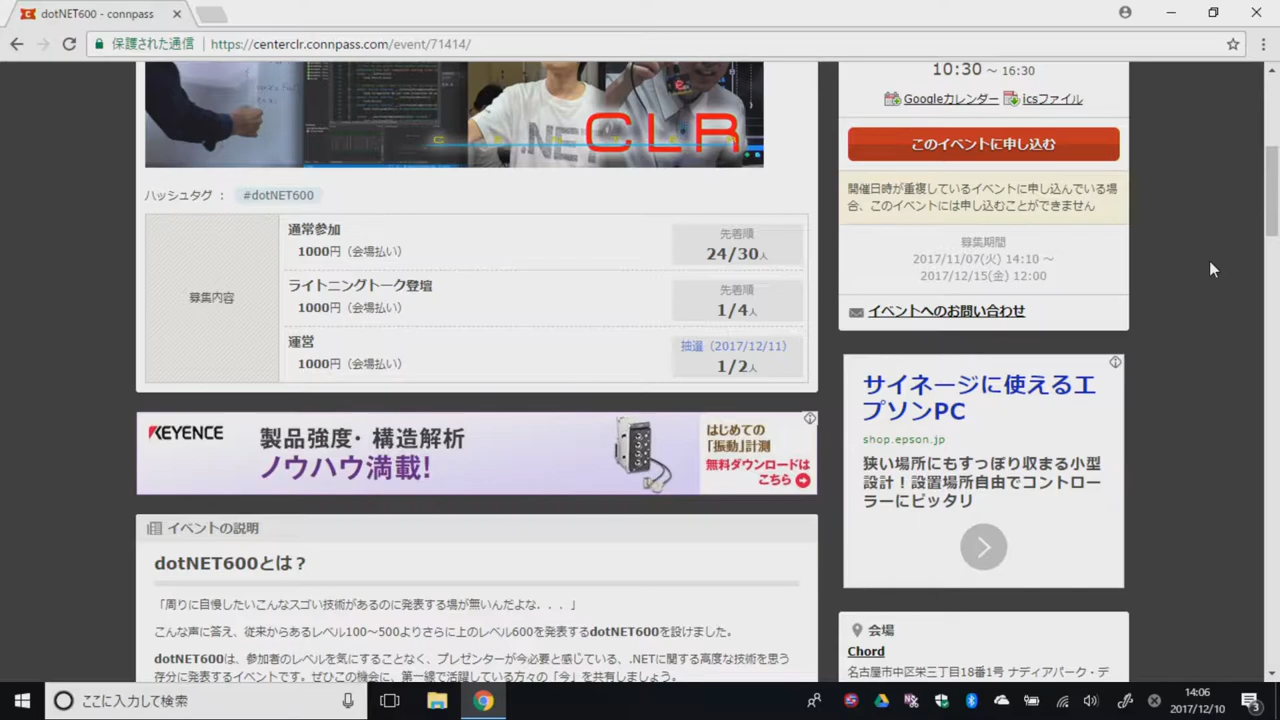 dotNET600 - connpass
保護された通信
https://centerclr.connpass.com/event/71414/
.NET
CLR
ハッシュタグ :
#dotNET600
募集内容
通常参加
1000円 (会場払い)
先着順
24/30人
ライトニングトーク登壇
1000円 (会場払い)
先着順
1/4人
運営
1000円 (会場払い)
抽選 (2017/12/11)
1/2人
KEYENCE
製品強度・構造解析
ノウハウ満載!
はじめての
「振動」計測
無料ダウンロードは
こちら
イベントの説明
dotNET600とは?
「周りに自慢したいこんなスゴい技術があるのに発表する場が無いんだよな．．．」
こんな声に答え、従来からあるレベル100〜500よりさらに上のレベル600を発表するdotNET600を設けました。
dotNET600は、参加者のレベルを気にすることなく、プレゼンターが今必要と感じている、.NETに関する高度な技術を思う
存分に発表するイベントです。ぜひこの機会に、第一線で活躍している方々の「今」を共有しましょう。
10:30 〜 16:30
Googleカレンダー
icsファイル
このイベントに申し込む
開催日時が重複しているイベントに申し込んでいる場
合、このイベントには申し込むことができません
募集期間
2017/11/07(火) 14:10 〜
2017/12/15(金) 12:00
イベントへのお問い合わせ
サイネージに使えるエ
プソンPC
shop.epson.jp
狭い場所にもすっぽり収まる小型
設計！設置場所自由でコントロー
ラーにピッタリ
会場
Chord
名古屋市中区栄三丁目18番1号 ナディアパーク・デ
ここに入力して検索
14:06
2017/12/10
3